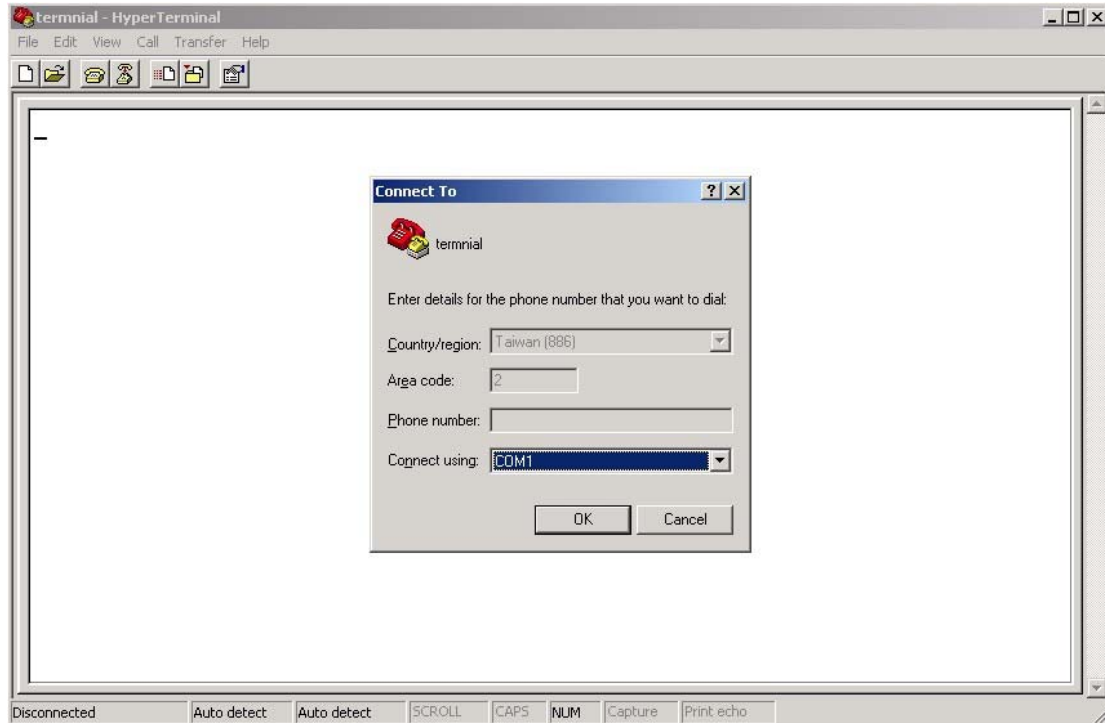 termnial - HyperTerminal
File Edit View Call Transfer Help
Connect To
termnial
Enter details for the phone number that you want to dial:
Country/region: Taiwan (886)
Area code: 2
Phone number:
Connect using: COM1
OK Cancel
Disconnected Auto detect Auto detect SCROLL CAPS NUM Capture Print echo